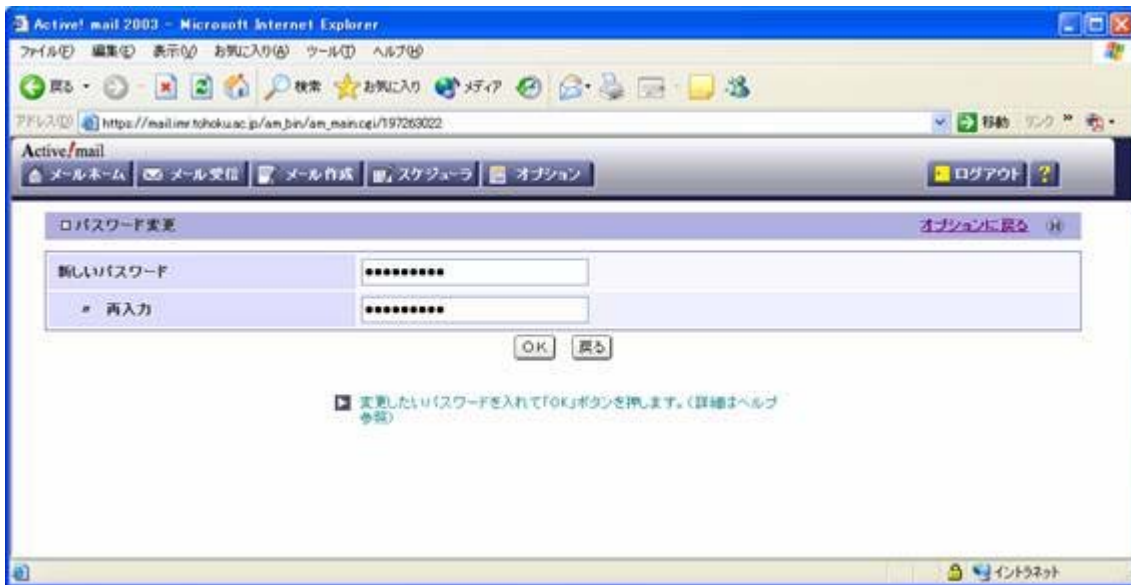 Active! mail 2003 - Microsoft Internet Explorer
ファイル(F) 編集(E) 表示(V) お気に入り(A) ツール(T) ヘルプ(H)
戻る 検索 お気に入り メディア
アドレス(D) https://mail.imr.tohoku.ac.jp/am_bin/am_main.cgi/197263022 移動 リンク »
Active!mail
メールホーム メール受信 メール作成 スケジューラ オプション ログアウト ?
ロパスワード変更 オプションに戻る
新しいパスワード •••••••••
〃 再入力 •••••••••
OK 戻る
変更したいパスワードを入れて「OK」ボタンを押します。(詳細はヘルプ
参照)
イントラネット